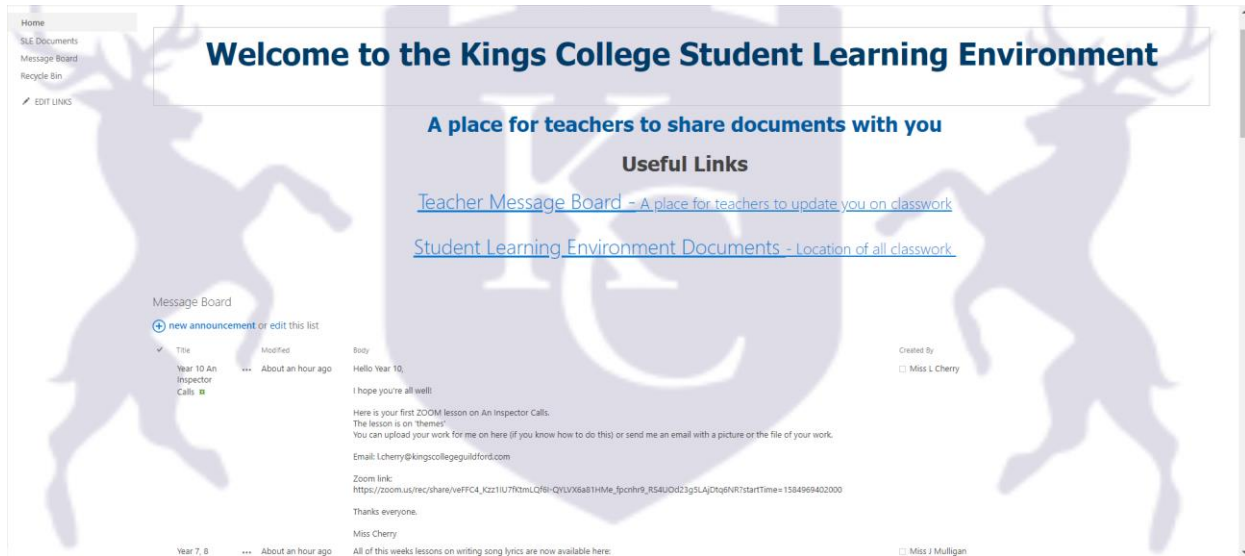 Home
SLE Documents
Message Board
Recycle Bin
EDIT LINKS
Welcome to the Kings College Student Learning Environment
A place for teachers to share documents with you
Useful Links
Teacher Message Board - A place for teachers to update you on classwork
Student Learning Environment Documents - Location of all classwork
KC
Message Board
new announcement or edit this list
Title Modified Body Created By
Year 10 An ... About an hour ago Hello Year 10, Miss L Cherry
Inspector
Calls
I hope you're all well!
Here is your first ZOOM lesson on An Inspector Calls.
The lesson is on 'themes'
You can upload your work for me on here (if you know how to do this) or send me an email with a picture or the file of your work.
Email: l.cherry@kingscollegeguildford.com
Zoom link:
Thanks everyone.
Miss Cherry
Year 7, 8 ... About an hour ago All of this weeks lessons on writing song lyrics are now available here: Miss J Mulligan